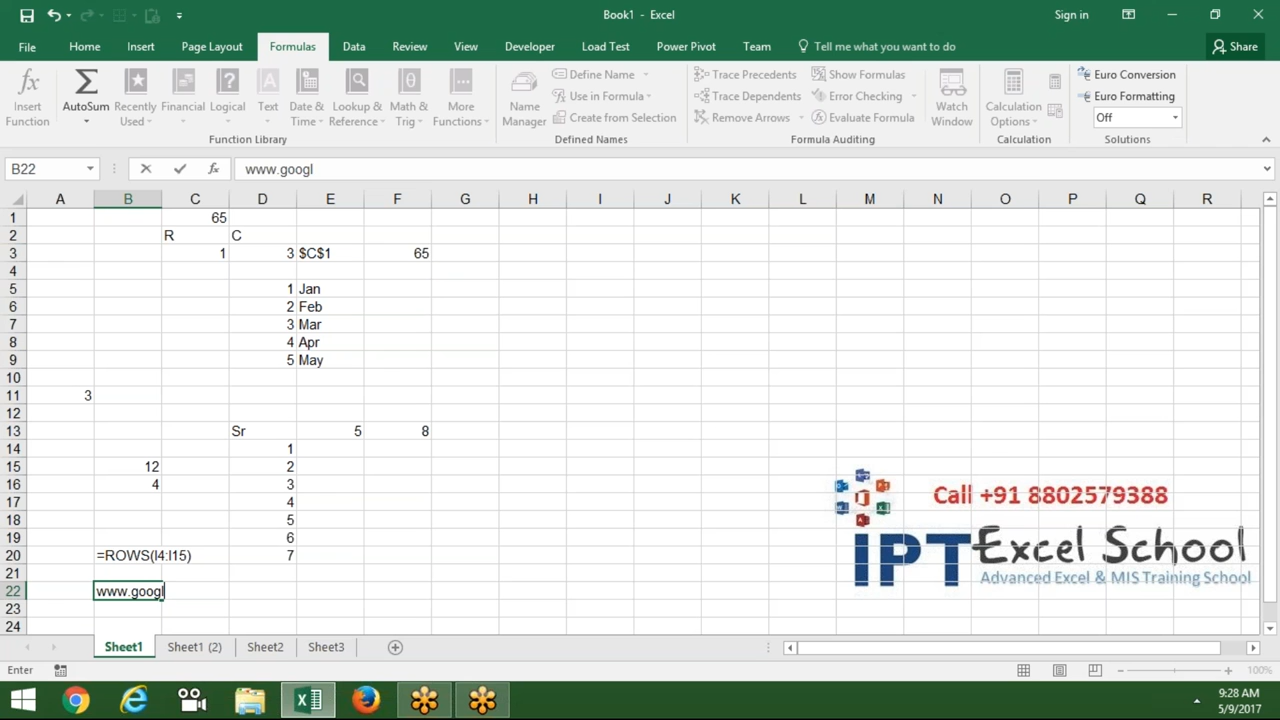 Book1 - Excel
Sign in
File Home Insert Page Layout Formulas Data Review View Developer Load Test Power Pivot Team Tell me what you want to do Share
Insert Function
AutoSum
Recently Used
Financial
Logical
Text
Date & Time
Lookup & Reference
Math & Trig
More Functions
Function Library
Name Manager
Define Name
Use in Formula
Create from Selection
Defined Names
Trace Precedents
Trace Dependents
Remove Arrows
Show Formulas
Error Checking
Evaluate Formula
Formula Auditing
Watch Window
Calculation Options
Calculation
Euro Conversion
Euro Formatting
Off
Solutions
B22 fx www.googl
A B C D E F G H I J K L M N O P Q R
1 65
2 R C
3 1 3 $C$1 65
4
5 1 Jan
6 2 Feb
7 3 Mar
8 4 Apr
9 5 May
10
11 3
12
13 Sr 5 8
14 1
15 12 2
16 4 3
17 4
18 5
19 6
20 =ROWS(I4:I15) 7
21
22 www.googl
23
24
Call +91 8802579388
IPT Excel School
Advanced Excel & MIS Training School
Sheet1 Sheet1 (2) Sheet2 Sheet3
Enter
100%
9:28 AM
5/9/2017